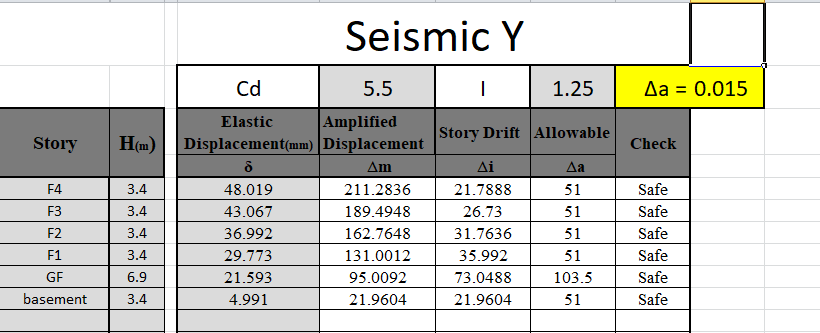 Seismic Y
Cd 5.5 I 1.25 Δa = 0.015
Story H(m) Elastic Displacement(mm) Amplified Displacement Story Drift Allowable Check
δ Δm Δi Δa
F4 3.4 48.019 211.2836 21.7888 51 Safe
F3 3.4 43.067 189.4948 26.73 51 Safe
F2 3.4 36.992 162.7648 31.7636 51 Safe
F1 3.4 29.773 131.0012 35.992 51 Safe
GF 6.9 21.593 95.0092 73.0488 103.5 Safe
basement 3.4 4.991 21.9604 21.9604 51 Safe